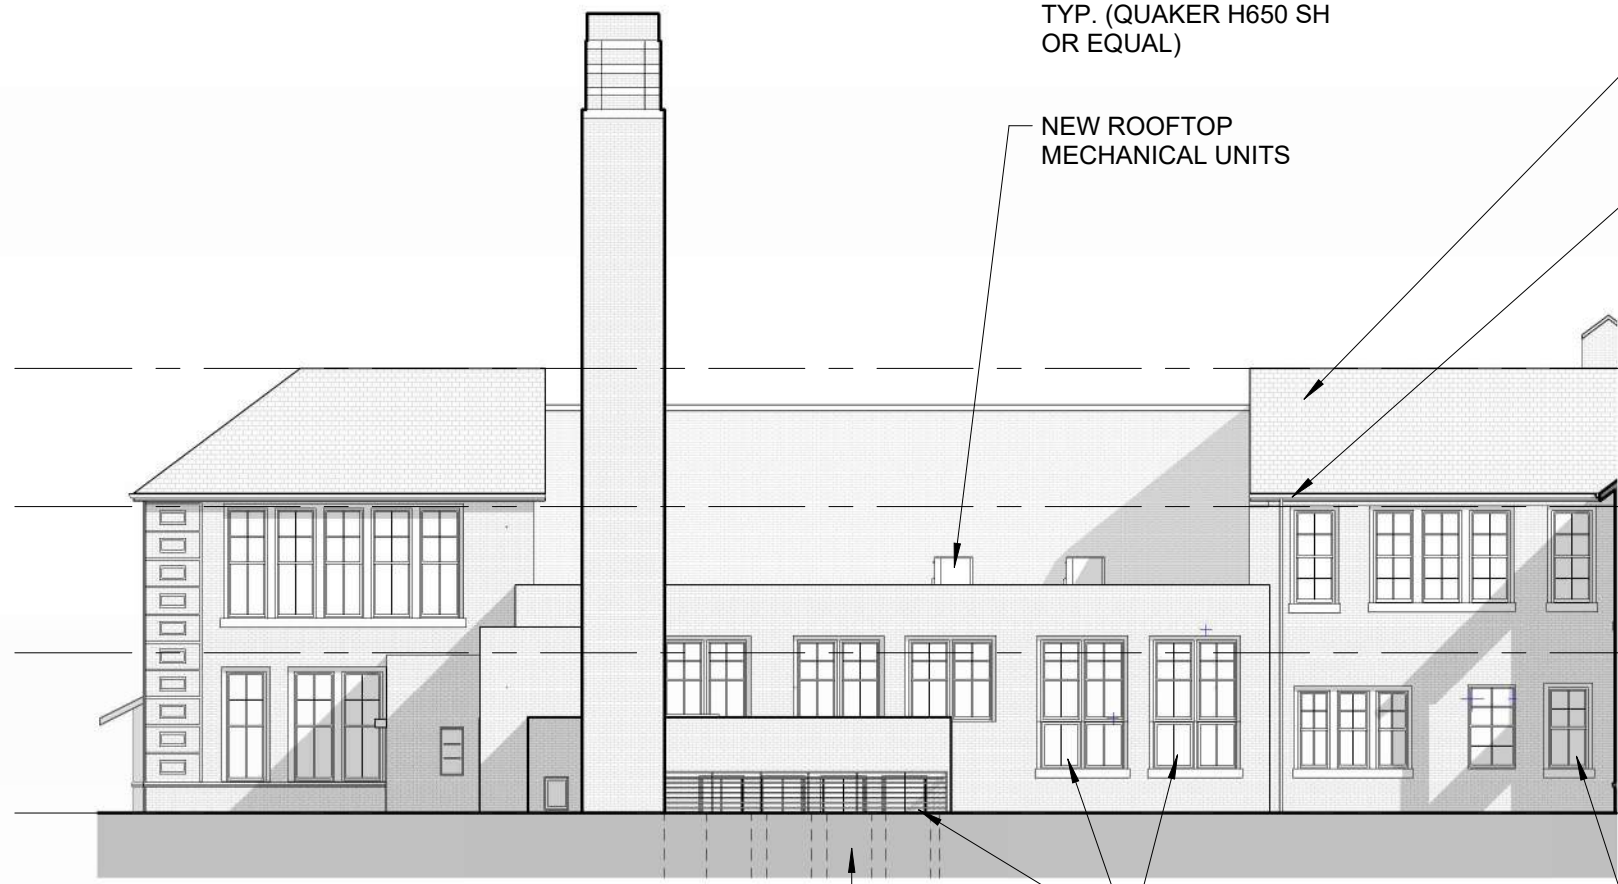 TYP. (QUAKER H650 SH
OR EQUAL)
NEW ROOFTOP
MECHANICAL UNITS